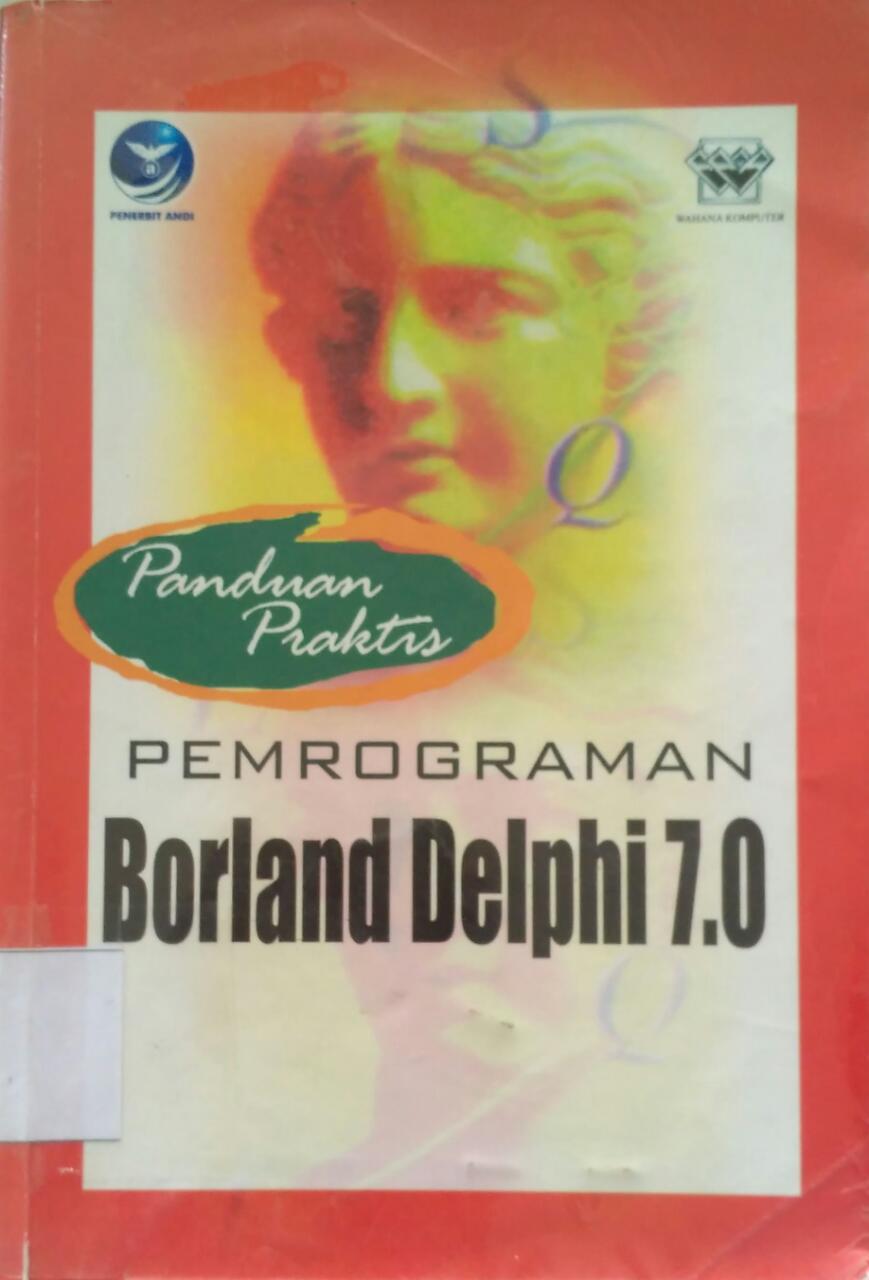 S
PENERBIT ANDI
WAHANA KOMPUTER
Q
Panduan
Praktis
S
PEMROGRAMAN
Borland Delphi 7.0
Q